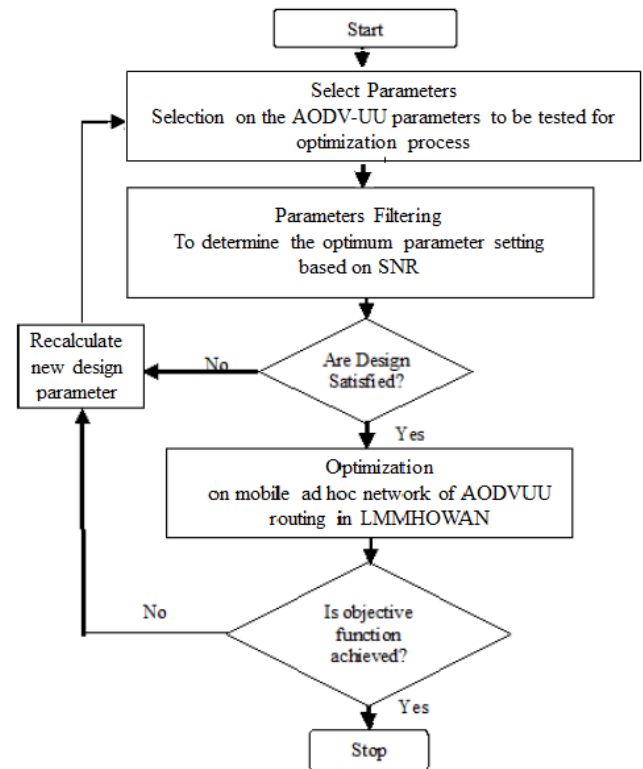 Start
Select Parameters
Selection on the AODV-UU parameters to be tested for
optimization process
Parameters Filtering
To determine the optimum parameter setting
based on SNR
Recalculate
new design
parameter
No
Are Design
Satisfied?
Yes
Optimization
on mobile ad hoc network of AODVUU
routing in LMMHOWAN
No
Is objective
function
achieved?
Yes
Stop